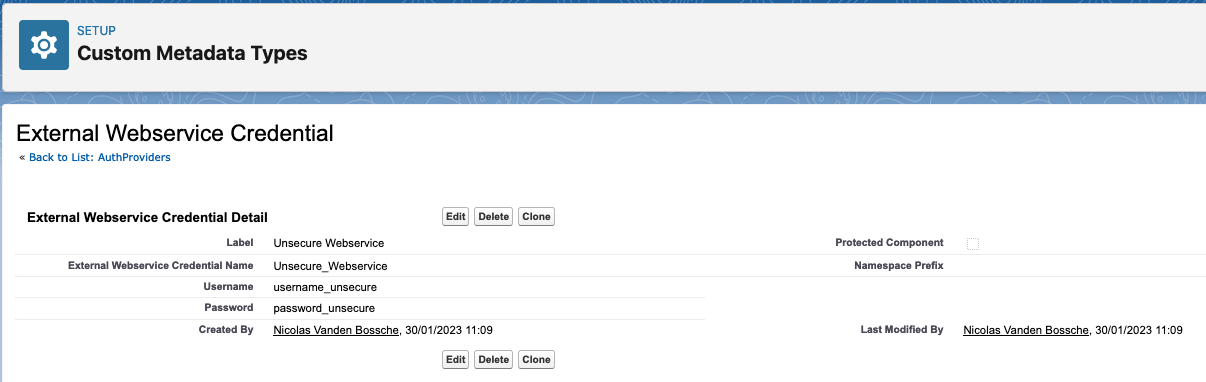 SETUP
Custom Metadata Types
External Webservice Credential
« Back to List: AuthProviders
External Webservice Credential Detail Edit Delete Clone
Label Unsecure Webservice Protected Component
External Webservice Credential Name Unsecure_Webservice Namespace Prefix
Username username_unsecure
Password password_unsecure
Created By Nicolas Vanden Bossche, 30/01/2023 11:09 Last Modified By Nicolas Vanden Bossche, 30/01/2023 11:09
Edit Delete Clone